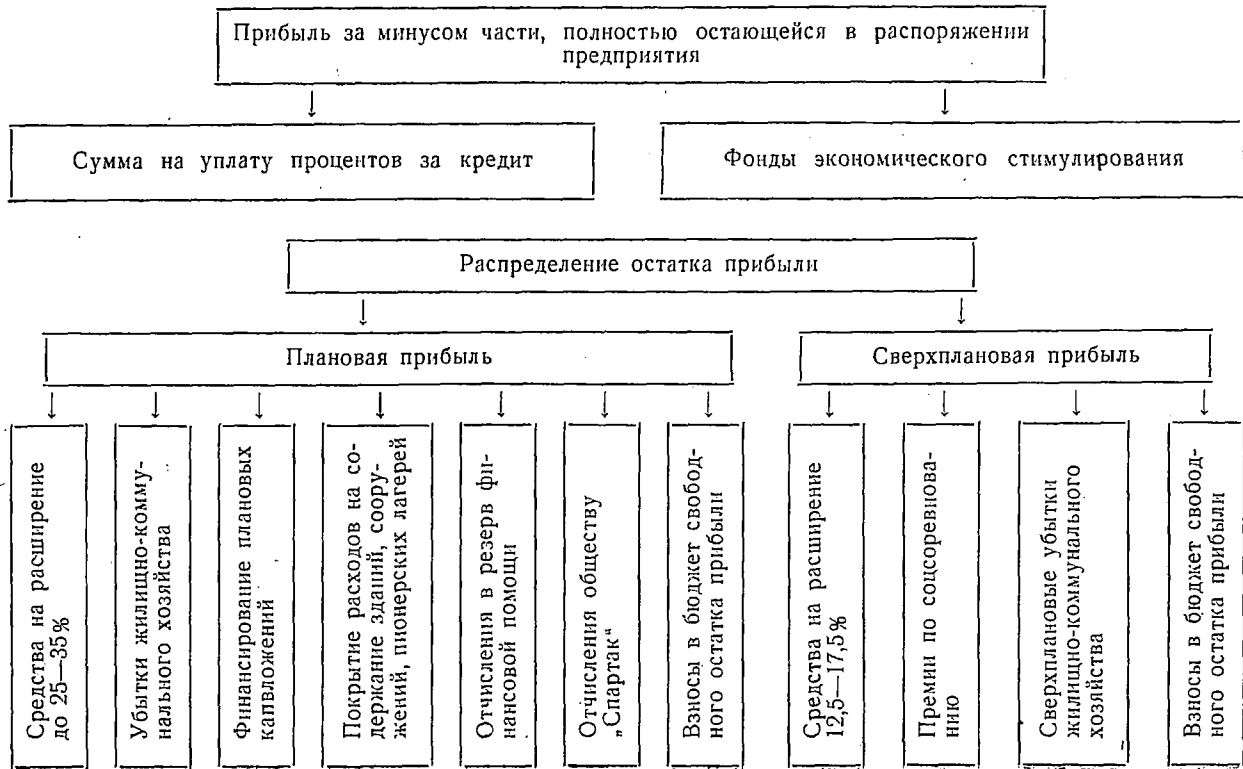 Прибыль за минусом части, полностью остающейся в распоряжении
предприятия
Сумма на уплату процентов за кредит
Фонды экономического стимулирования
Распределение остатка прибыли
Плановая прибыль
Сверхплановая прибыль
Средства на расширение
до 25—35%
Убытки жилищно-комму-
нального хозяйства
Финансирование плановых
капвложений
Покрытие расходов на со-
держание зданий, соору-
жений, пионерских лагерей
Отчисления в резерв фи-
нансовой помощи
Отчисления обществу
„Спартак“
Взносы в бюджет свобод-
ного остатка прибыли
Средства на расширение
12,5—17,5%
Премии по соцсоревнова-
нию
Сверхплановые убытки
жилищно-коммунального
хозяйства
Взносы в бюджет свобод-
ного остатка прибыли